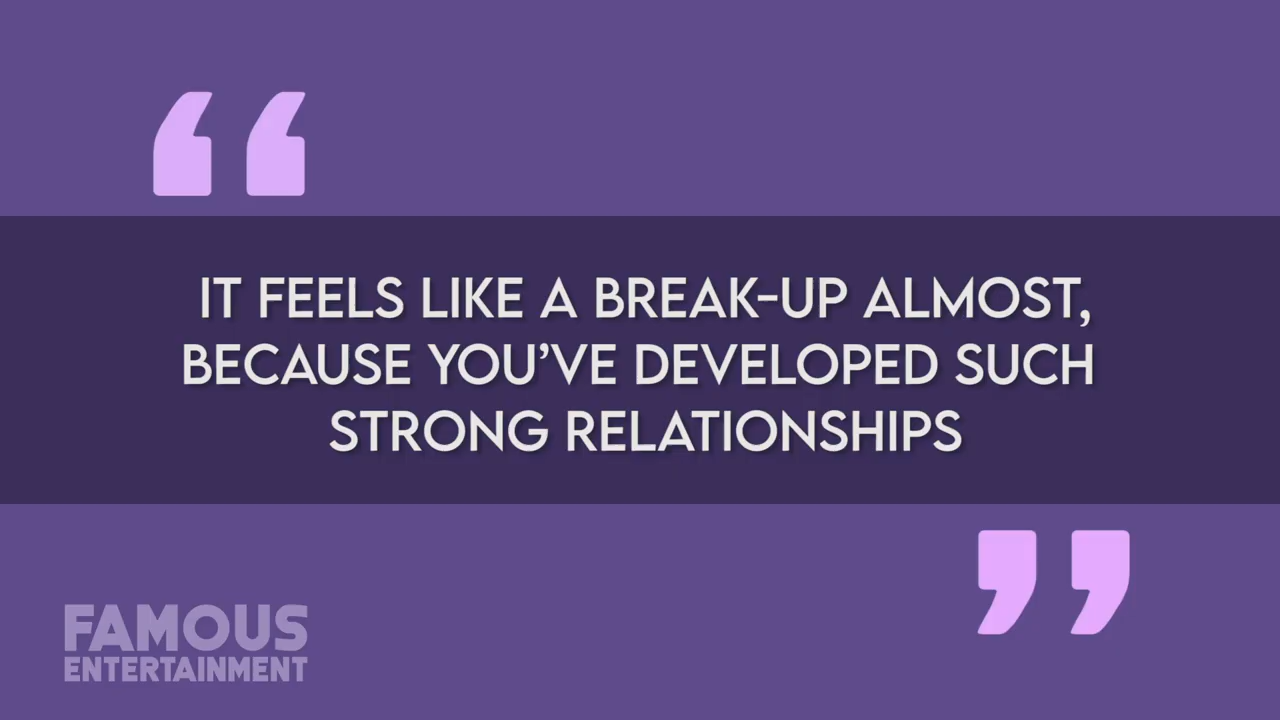 “
IT FEELS LIKE A BREAK-UP ALMOST,
BECAUSE YOU’VE DEVELOPED SUCH
STRONG RELATIONSHIPS
”
FAMOUS
ENTERTAINMENT